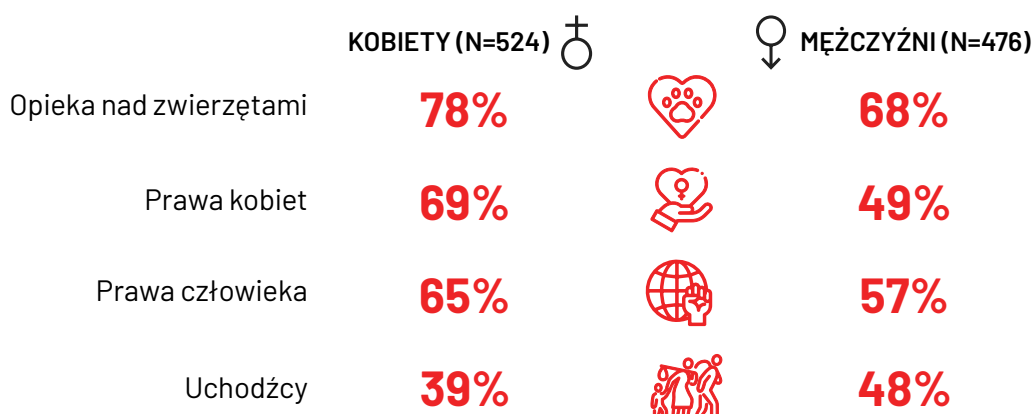 KOBIETY (N=524) MĘŻCZYŹNI (N=476)
Opieka nad zwierzętami 78% 68%
Prawa kobiet 69% 49%
Prawa człowieka 65% 57%
Uchodźcy 39% 48%